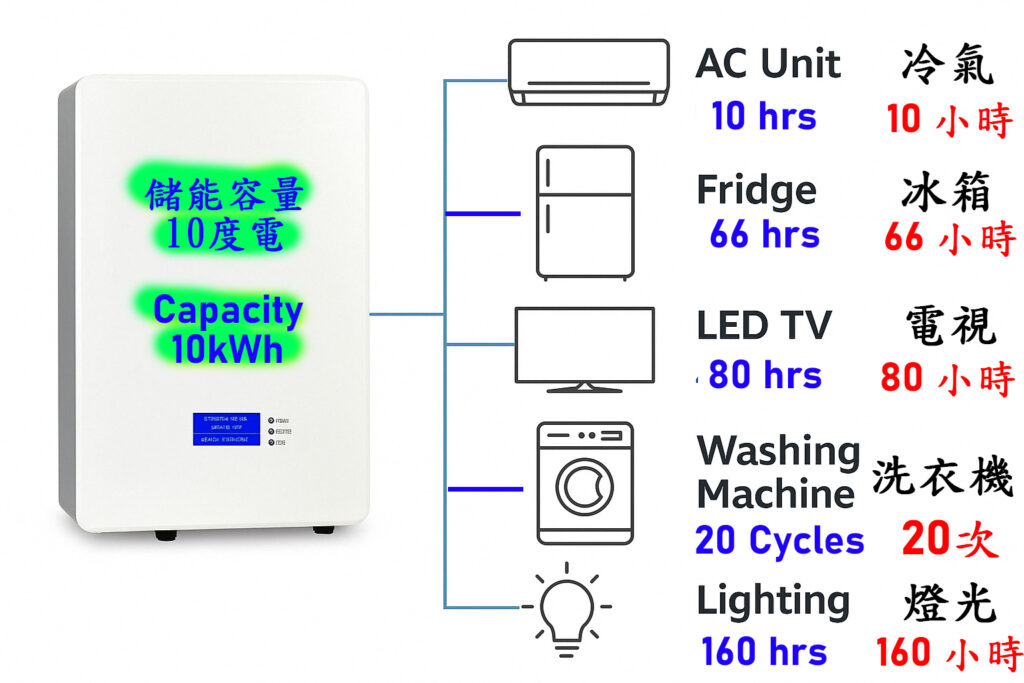 儲能容量
10度電
Capacity
10kWh
AC Unit
10 hrs
冷氣
10 小時
Fridge
66 hrs
冰箱
66 小時
LED TV
80 hrs
電視
80 小時
Washing
Machine
20 Cycles
洗衣機
20次
Lighting
160 hrs
燈光
160 小時